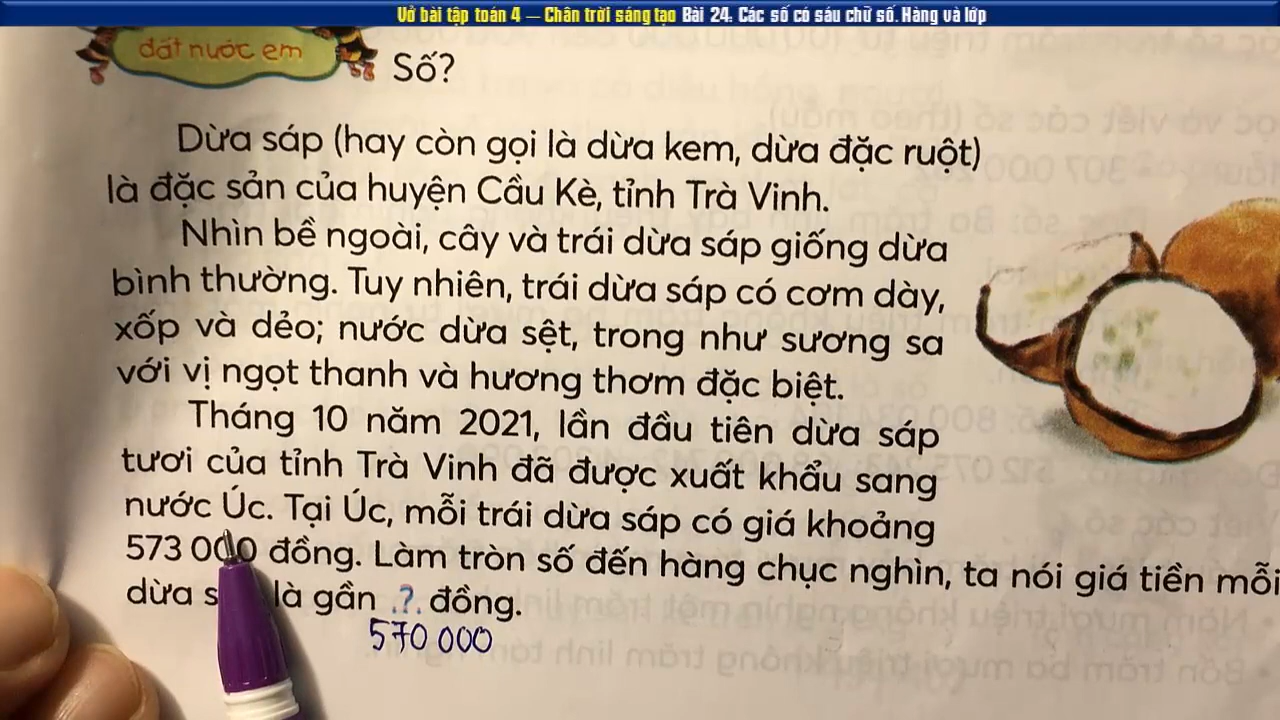 Vở bài tập toán 4 – Chân trời sáng tạo Bài 24. Các số có sáu chữ số. Hàng và lớp
đất nước em
Số?
Dừa sáp (hay còn gọi là dừa kem, dừa đặc ruột)
là đặc sản của huyện Cầu Kè, tỉnh Trà Vinh.
Nhìn bề ngoài, cây và trái dừa sáp giống dừa
bình thường. Tuy nhiên, trái dừa sáp có cơm dày,
xốp và dẻo; nước dừa sệt, trong như sương sa
với vị ngọt thanh và hương thơm đặc biệt.
Tháng 10 năm 2021, lần đầu tiên dừa sáp
tươi của tỉnh Trà Vinh đã được xuất khẩu sang
nước Úc. Tại Úc, mỗi trái dừa sáp có giá khoảng
573 000 đồng. Làm tròn số đến hàng chục nghìn, ta nói giá tiền mỗi
dừa là gần .?. đồng.
570 000